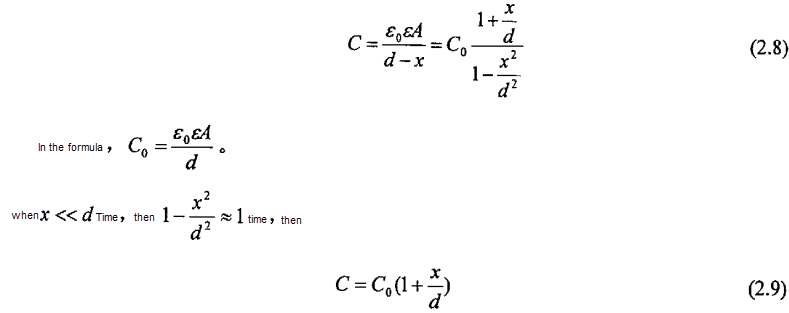 C = ε₀εA / (d − x) = C₀ (1 + x/d) / (1 − x²/d²) (2.8)
In the formula， C₀ = ε₀εA / d 。
when x << d Time，then 1 − x²/d² ≈ 1 time，then
C = C₀(1 + x/d) (2.9)